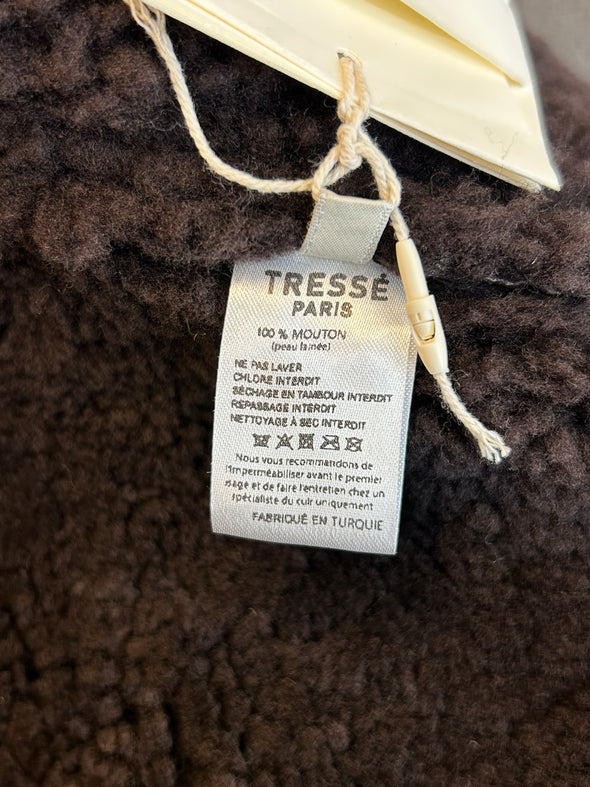 TRESSÉ
PARIS
100 % MOUTON
(peau lainée)
NE PAS LAVER
CHLORE INTERDIT
SÉCHAGE EN TAMBOUR INTERDIT
REPASSAGE INTERDIT
NETTOYAGE À SEC INTERDIT
Nous vous recommandons de
l'imperméabiliser avant le premier
usage et de faire l'entretien chez un
spécialiste du cuir uniquement
FABRIQUÉ EN TURQUIE